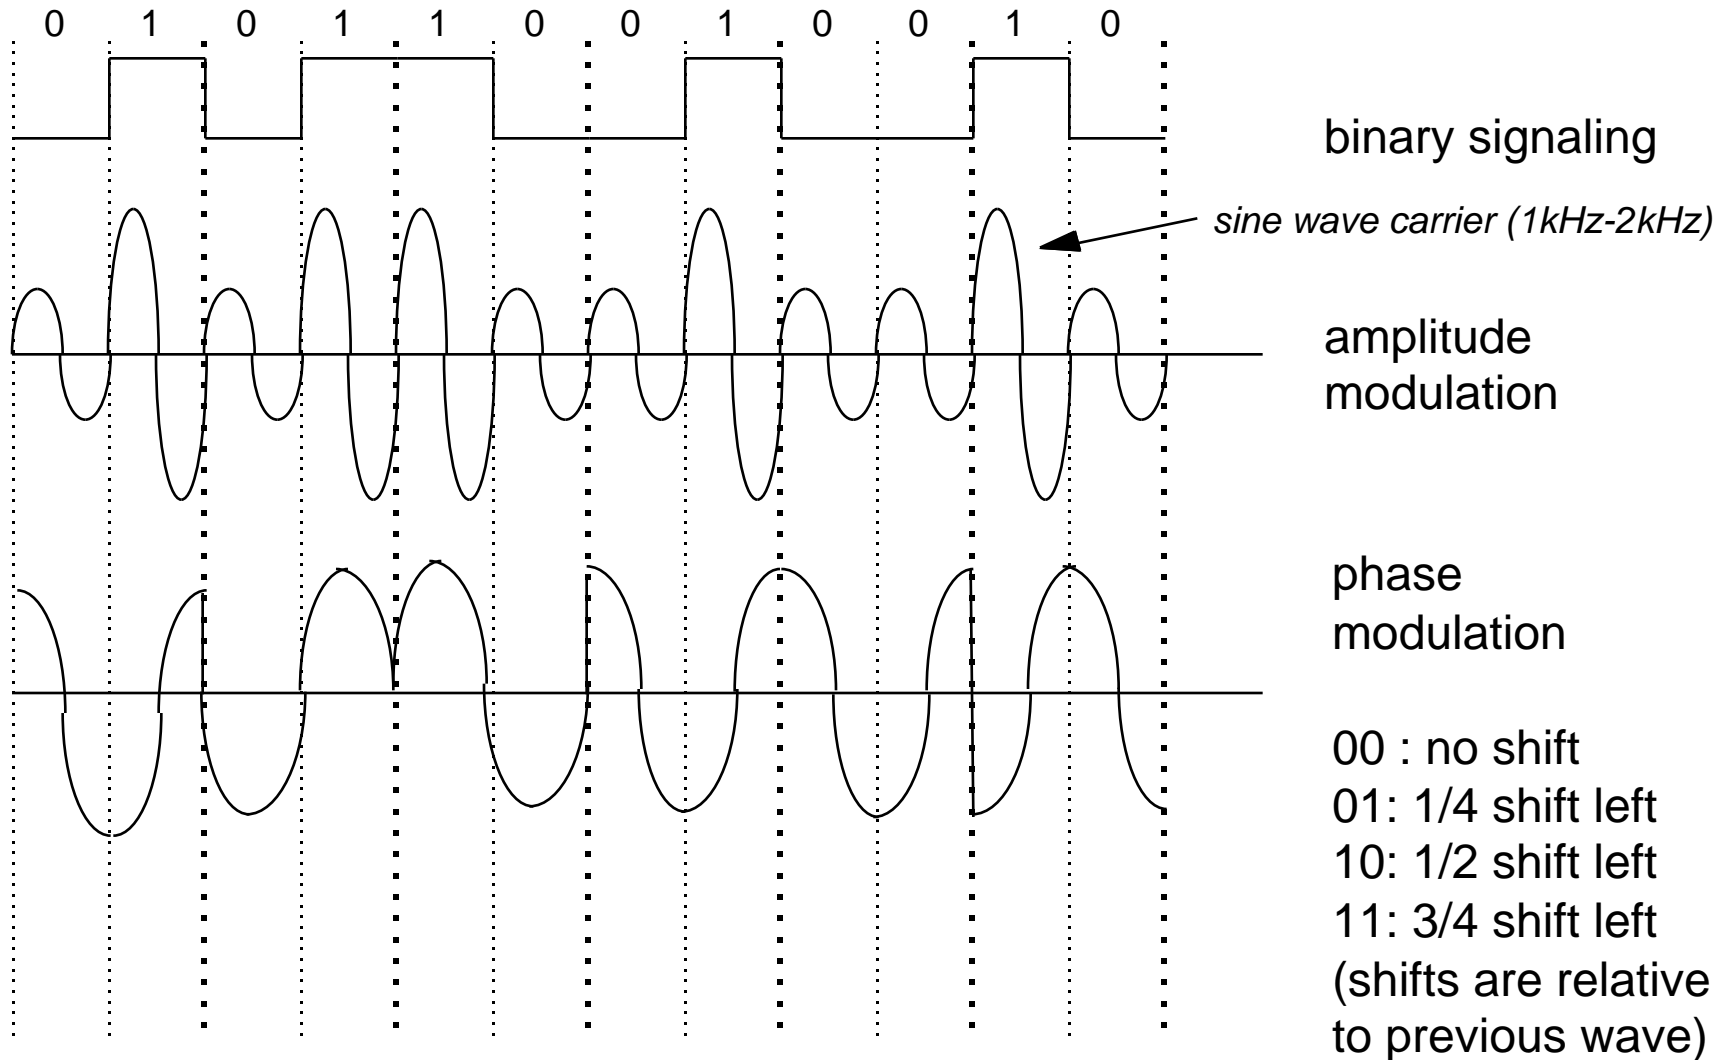 0 1 0 1 1 0 0 1 0 0 1 0
binary signaling
sine wave carrier (1kHz-2kHz)
amplitude
modulation
phase
modulation
00 : no shift
01: 1/4 shift left
10: 1/2 shift left
11: 3/4 shift left
(shifts are relative
to previous wave)